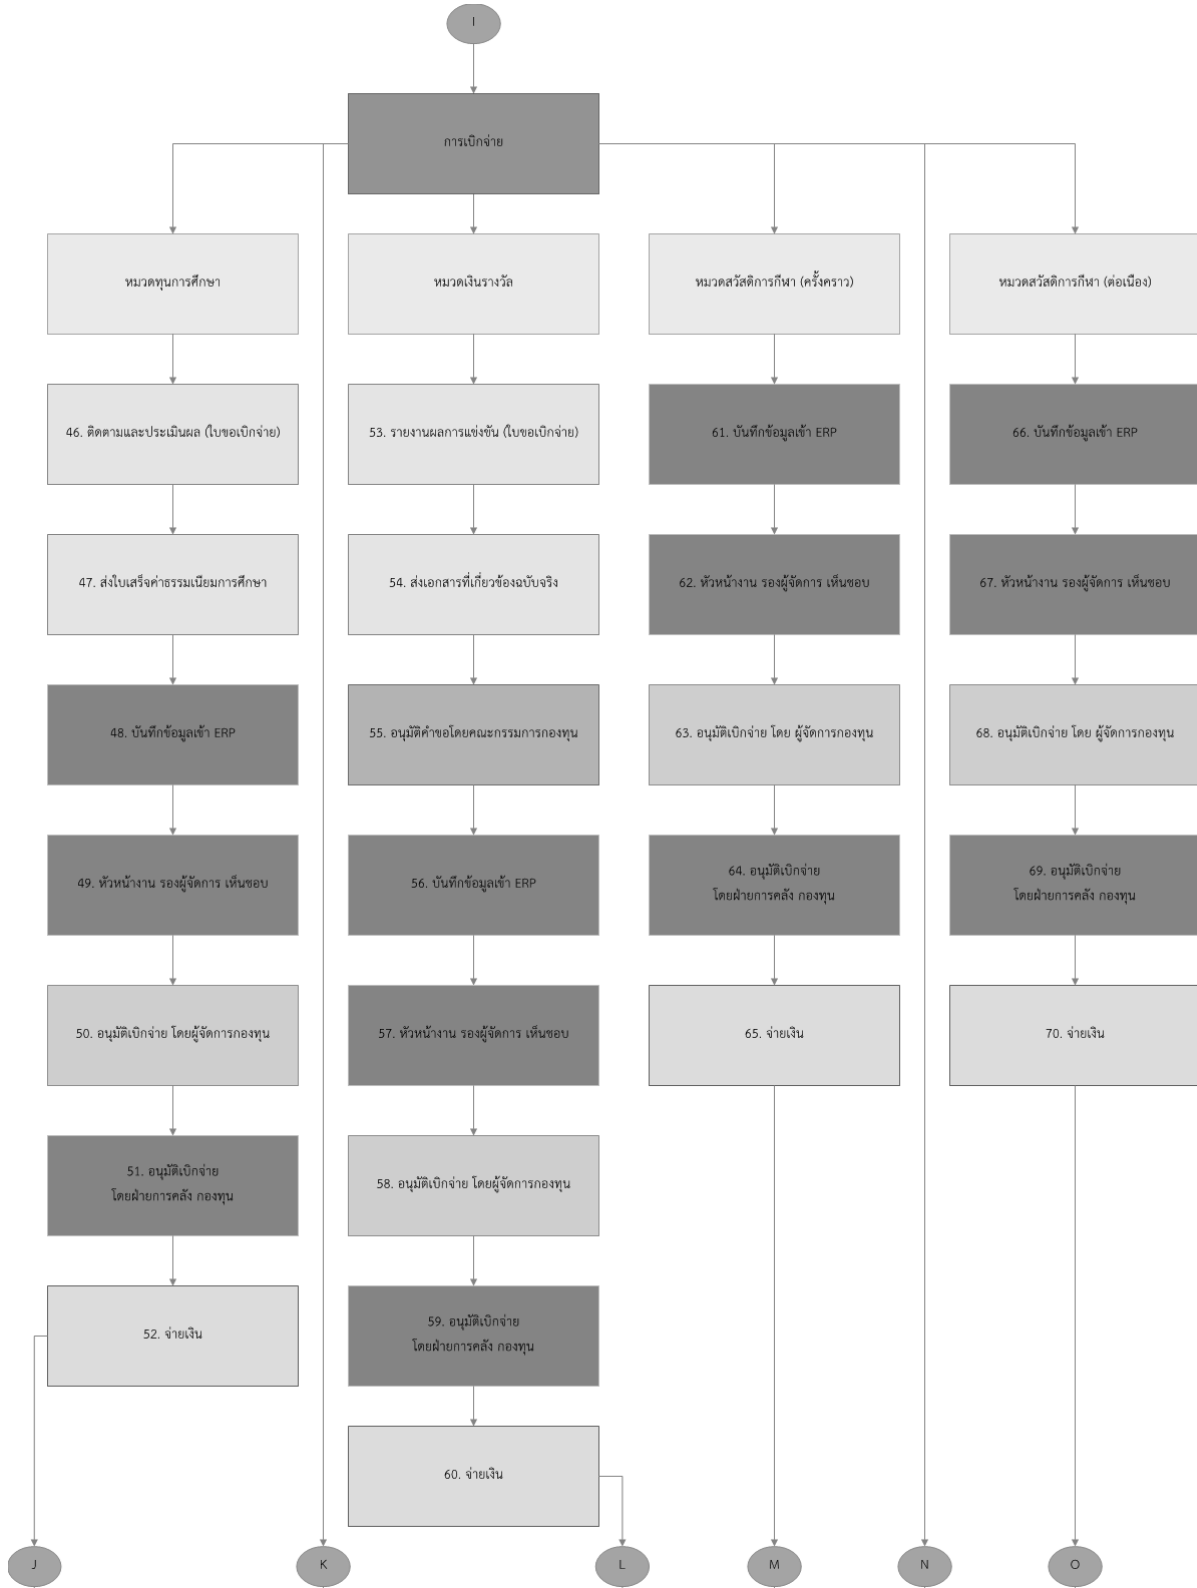 I
การเบิกจ่าย
หมวดทุนการศึกษา
หมวดเงินรางวัล
หมวดสวัสดิการกีฬา (ครั้งคราว)
หมวดสวัสดิการกีฬา (ต่อเนื่อง)
46. ติดตามและประเมินผล (ใบขอเบิกจ่าย)
53. รายงานผลการแข่งขัน (ใบขอเบิกจ่าย)
61. บันทึกข้อมูลเข้า ERP
66. บันทึกข้อมูลเข้า ERP
47. ส่งใบเสร็จค่าธรรมเนียมการศึกษา
54. ส่งเอกสารที่เกี่ยวข้องฉบับจริง
62. หัวหน้างาน รองผู้จัดการ เห็นชอบ
67. หัวหน้างาน รองผู้จัดการ เห็นชอบ
48. บันทึกข้อมูลเข้า ERP
55. อนุมัติคำขอโดยคณะกรรมการกองทุน
63. อนุมัติเบิกจ่าย โดย ผู้จัดการกองทุน
68. อนุมัติเบิกจ่าย โดย ผู้จัดการกองทุน
49. หัวหน้างาน รองผู้จัดการ เห็นชอบ
56. บันทึกข้อมูลเข้า ERP
64. อนุมัติเบิกจ่าย
โดยฝ่ายการคลัง กองทุน
69. อนุมัติเบิกจ่าย
โดยฝ่ายการคลัง กองทุน
50. อนุมัติเบิกจ่าย โดยผู้จัดการกองทุน
57. หัวหน้างาน รองผู้จัดการ เห็นชอบ
65. จ่ายเงิน
70. จ่ายเงิน
51. อนุมัติเบิกจ่าย
โดยฝ่ายการคลัง กองทุน
58. อนุมัติเบิกจ่าย โดยผู้จัดการกองทุน
52. จ่ายเงิน
59. อนุมัติเบิกจ่าย
โดยฝ่ายการคลัง กองทุน
60. จ่ายเงิน
J
K
L
M
N
O